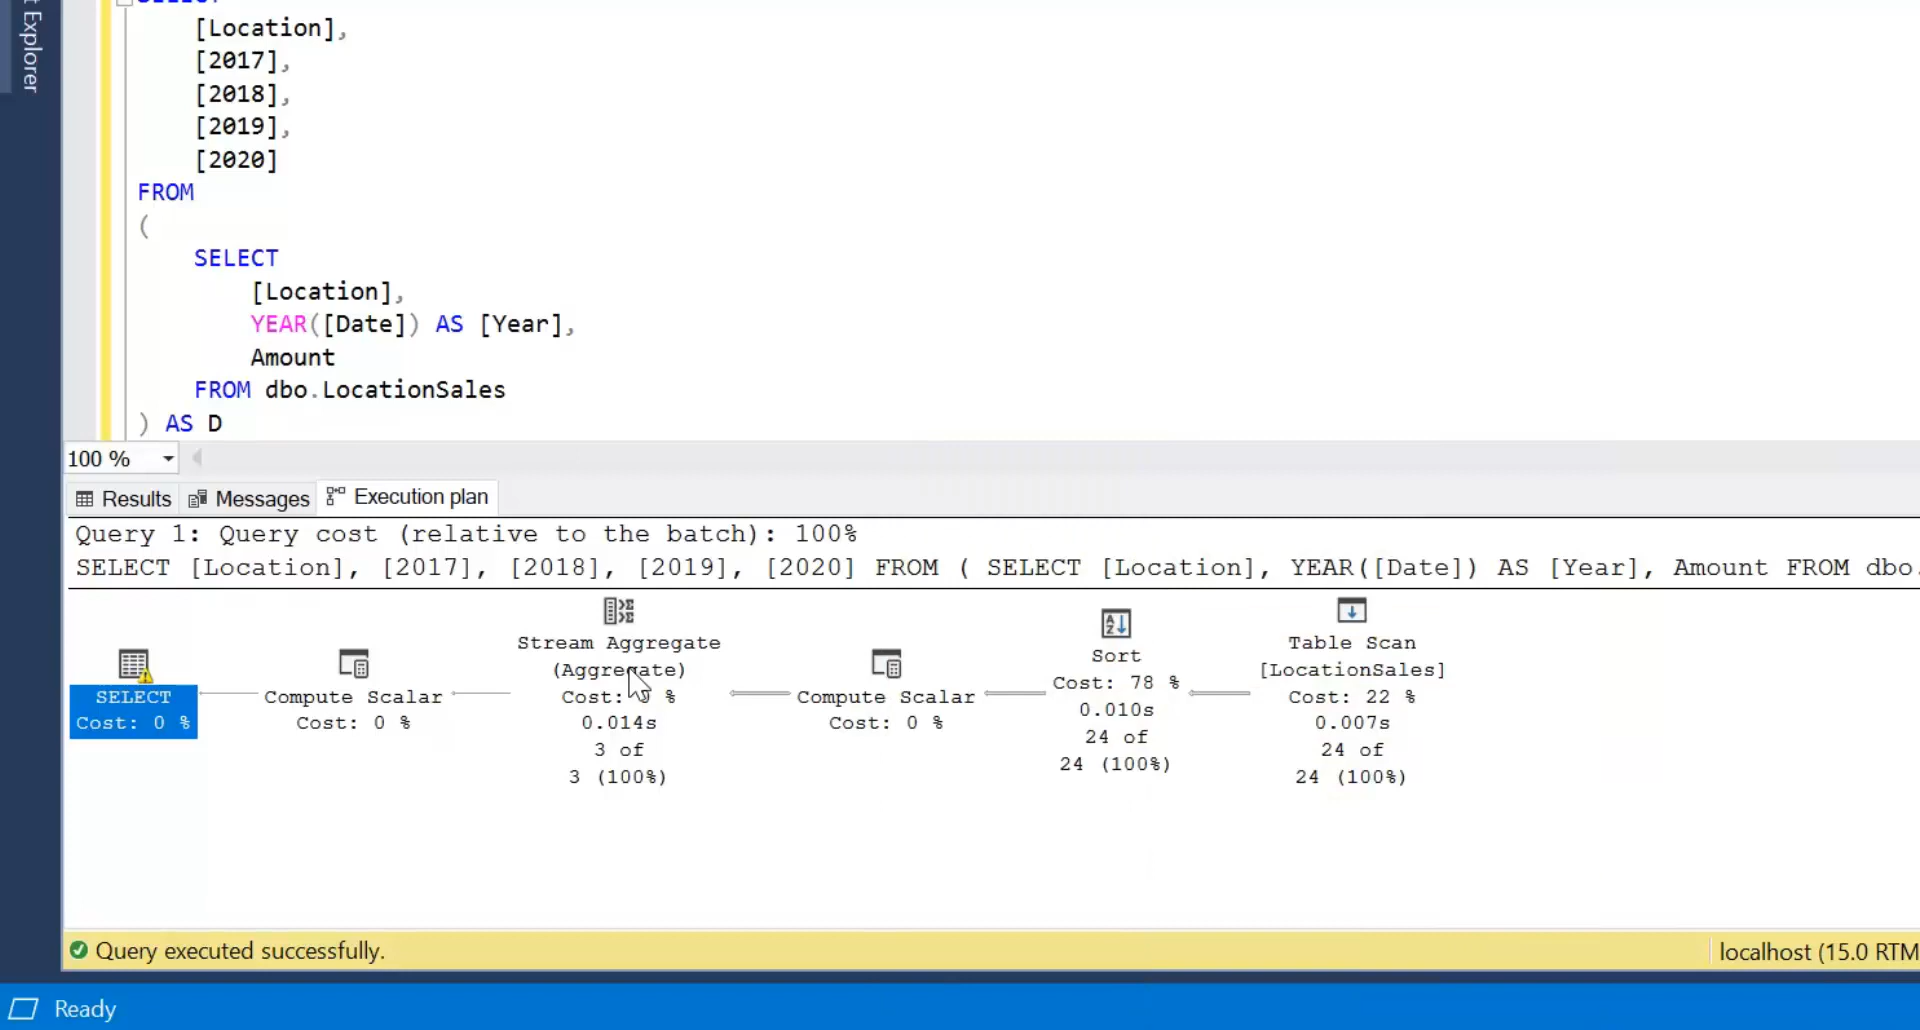 t Explorer
SELECT
[Location],
[2017],
[2018],
[2019],
[2020]
FROM
(
SELECT
[Location],
YEAR([Date]) AS [Year],
Amount
FROM dbo.LocationSales
) AS D
100 %
Results Messages Execution plan
Query 1: Query cost (relative to the batch): 100%
SELECT [Location], [2017], [2018], [2019], [2020] FROM ( SELECT [Location], YEAR([Date]) AS [Year], Amount FROM dbo.
SELECT
Cost: 0 %
Compute Scalar
Cost: 0 %
Stream Aggregate
(Aggregate)
Cost: %
0.014s
3 of
3 (100%)
Compute Scalar
Cost: 0 %
Sort
Cost: 78 %
0.010s
24 of
24 (100%)
Table Scan
[LocationSales]
Cost: 22 %
0.007s
24 of
24 (100%)
Query executed successfully.
localhost (15.0 RTM
Ready